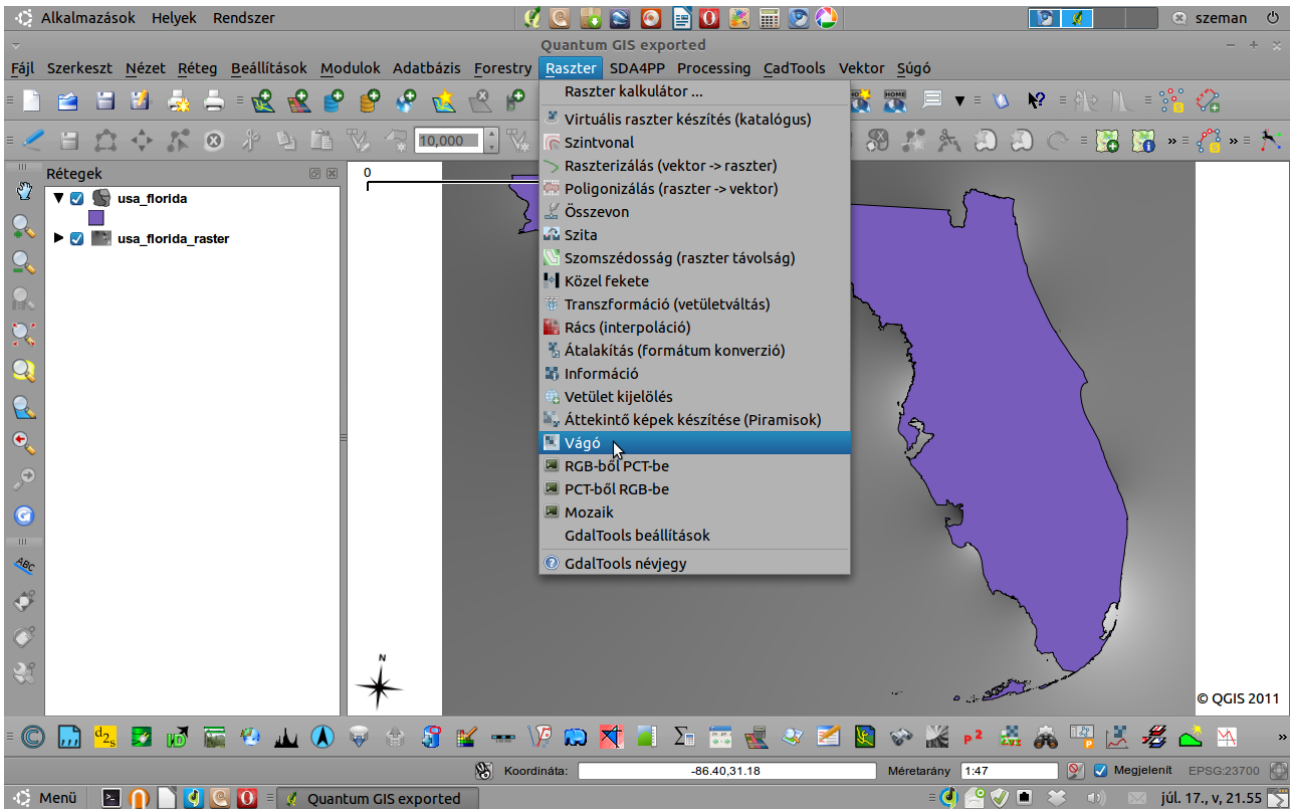 Alkalmazások Helyek Rendszer
szeman
Quantum GIS exported
Fájl Szerkeszt Nézet Réteg Beállítások Modulok Adatbázis Forestry Raszter SDA4PP Processing CadTools Vektor Súgó
Raszter kalkulátor ...
Virtuális raszter készítés (katalógus)
Szintvonal
10,000
Raszterizálás (vektor -> raszter)
Poligonizálás (raszter -> vektor)
Összevon
Szita
Szomszédosság (raszter távolság)
Közel fekete
Transzformáció (vetületváltás)
Rács (interpoláció)
Átalakítás (formátum konverzió)
Információ
Vetület kijelölés
Áttekintő képek készítése (Piramisok)
Vágó
RGB-ből PCT-be
PCT-ből RGB-be
Mozaik
GdalTools beállítások
GdalTools névjegy
Rétegek
usa_florida
usa_florida_raster
0
N
© QGIS 2011
Koordináta: -86.40,31.18 Méretarány 1:47 Megjelenít EPSG:23700
Menü Quantum GIS exported júl. 17., v, 21.55